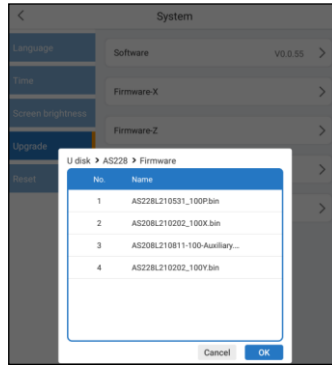 System
Language
Software V0.0.55
Time
Firmware-X
Screen brightness
Firmware-Z
Upgrade
U disk > AS228 > Firmware
Reset
No. Name
1 AS228L210531_100P.bin
2 AS208L210202_100X.bin
3 AS208L210811-100-Auxiliary...
4 AS228L210202_100Y.bin
Cancel OK